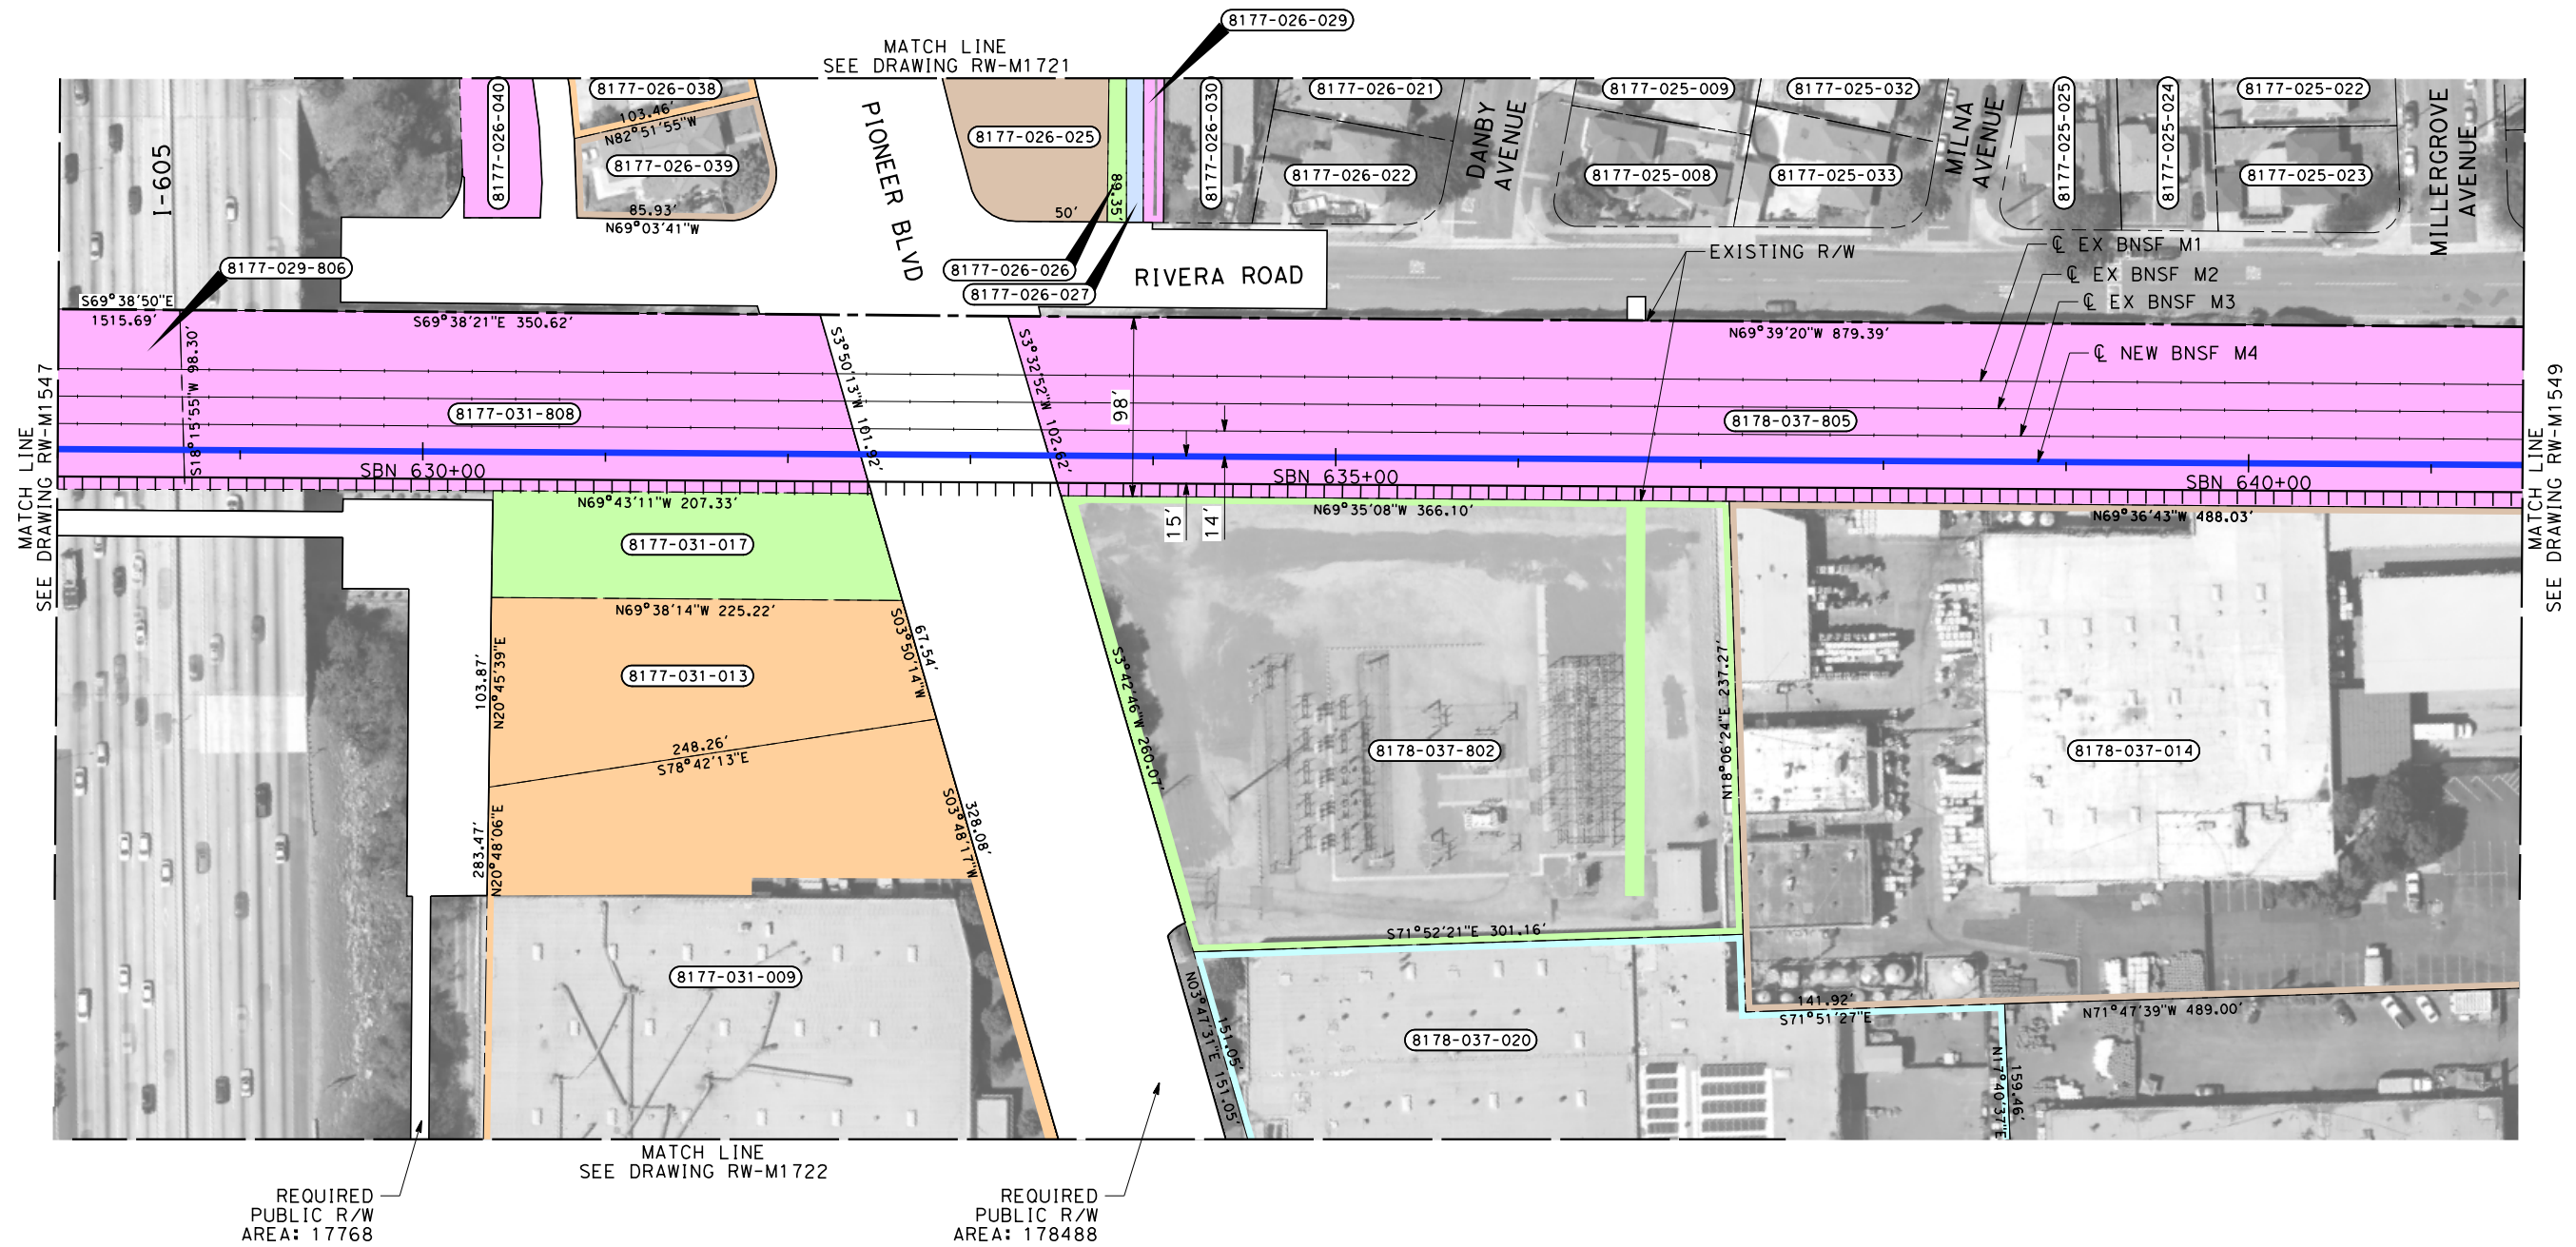 8177-026-029
MATCH LINE
SEE DRAWING RW-M1721
8177-026-040
8177-026-038
103.46'
N82°51'55"W
8177-026-039
85.93'
N69°03'41"W
I-605
PIONEER BLVD
8177-026-025
50'
89.35'
8177-026-026
8177-026-027
8177-026-030
8177-026-021
8177-026-022
DANBY
AVENUE
8177-025-009
8177-025-008
8177-025-032
8177-025-033
MILNA
AVENUE
8177-025-025
8177-025-024
8177-025-022
8177-025-023
MILLERGROVE
AVENUE
RIVERA ROAD
EXISTING R/W
℄ EX BNSF M1
℄ EX BNSF M2
℄ EX BNSF M3
℄ NEW BNSF M4
8177-029-806
S69°38'50"E
1515.69'
S69°38'21"E 350.62'
N69°39'20"W 879.39'
S18°15'55"W 98.30'
8177-031-808
S3°50'13"W 101.92'
S3°32'52"W 102.62'
98'
8178-037-805
SBN 630+00
SBN 635+00
SBN 640+00
MATCH LINE
SEE DRAWING RW-M1547
MATCH LINE
SEE DRAWING RW-M1549
N69°43'11"W 207.33'
15'
14'
N69°35'08"W 366.10'
N69°36'43"W 488.03'
8177-031-017
N69°38'14"W 225.22'
103.87'
N20°45'39"E
8177-031-013
67.54'
S03°50'14"W
248.26'
S78°42'13"E
283.47'
N20°48'06"E
328.08'
S03°48'17"W
S3°42'46"W 260.07'
8178-037-802
N18°06'24"E 237.27'
8178-037-014
S71°52'21"E 301.16'
8177-031-009
151.05'
N03°47'31"E 151.05'
8178-037-020
141.92'
S71°51'27"E
N71°47'39"W 489.00'
159.46'
N17°40'37"E
MATCH LINE
SEE DRAWING RW-M1722
REQUIRED
PUBLIC R/W
AREA: 17768
REQUIRED
PUBLIC R/W
AREA: 178488